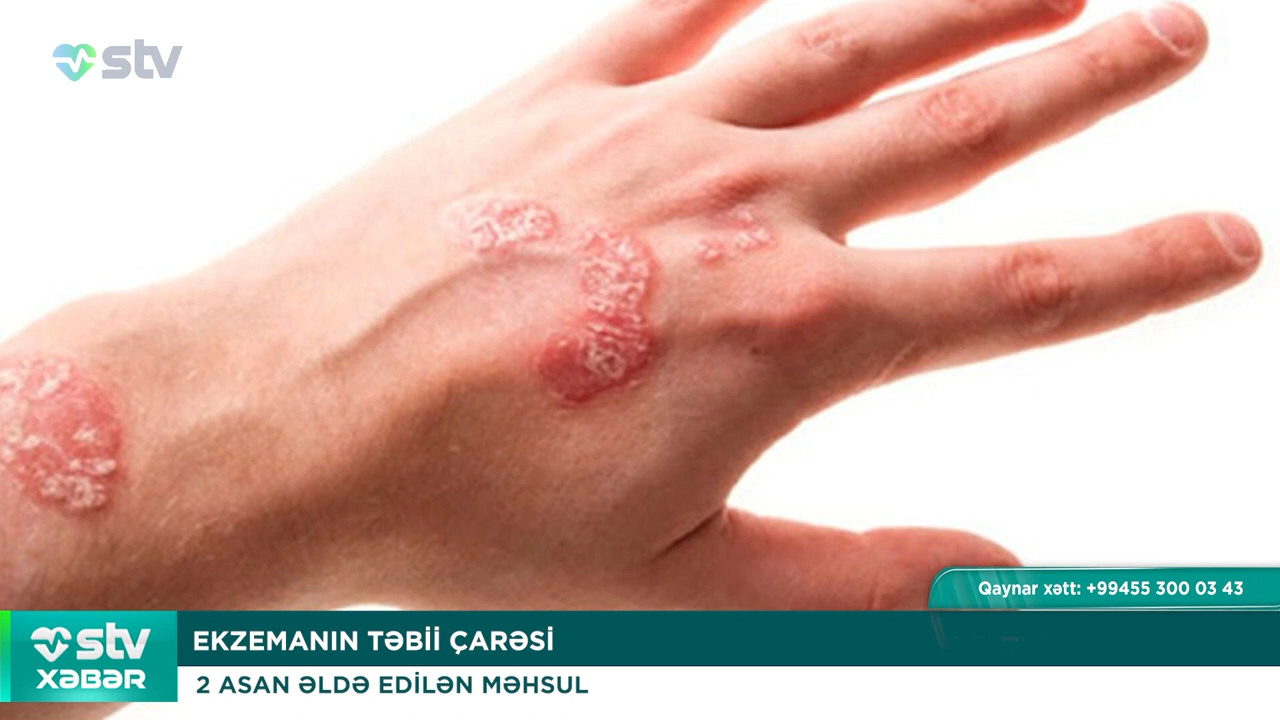 stv
Qaynar xətt: +99455 300 03 43
stv
XƏBƏR
EKZEMANIN TƏBİİ ÇARƏSİ
2 ASAN ƏLDƏ EDİLƏN MƏHSUL